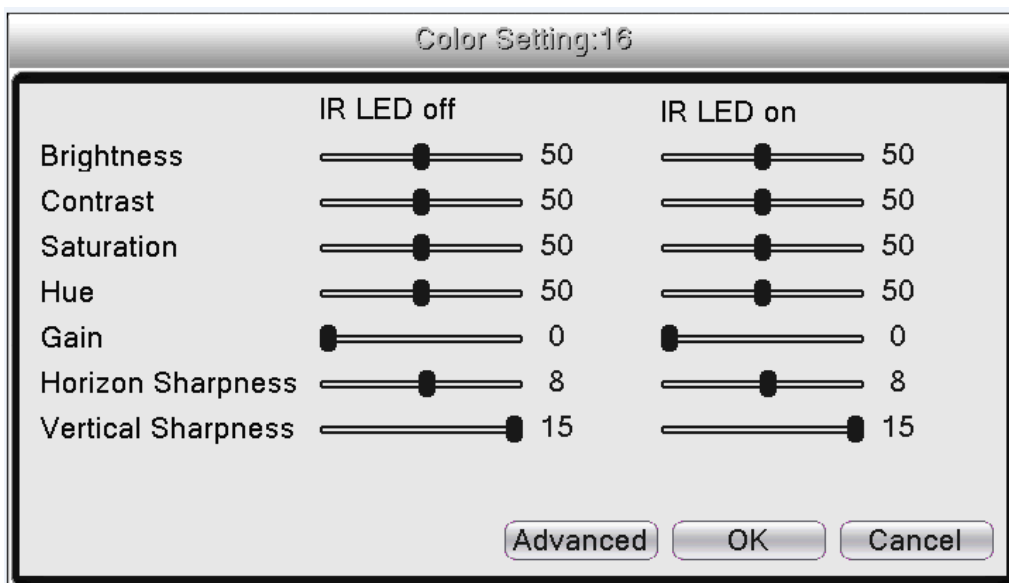 Color Setting:16
IR LED off IR LED on
Brightness 50 50
Contrast 50 50
Saturation 50 50
Hue 50 50
Gain 0 0
Horizon Sharpness 8 8
Vertical Sharpness 15 15
Advanced OK Cancel